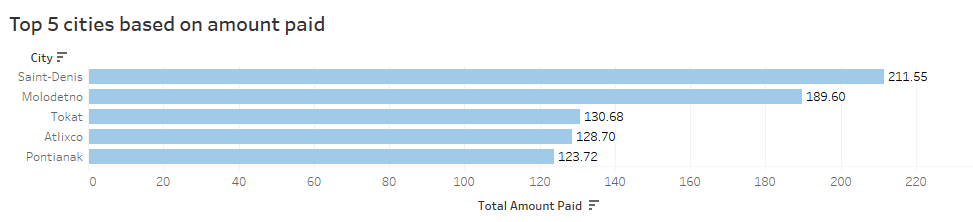 Top 5 cities based on amount paid
City
Saint-Denis 211.55
Molodetno 189.60
Tokat 130.68
Atlixco 128.70
Pontianak 123.72
0 20 40 60 80 100 120 140 160 180 200 220
Total Amount Paid